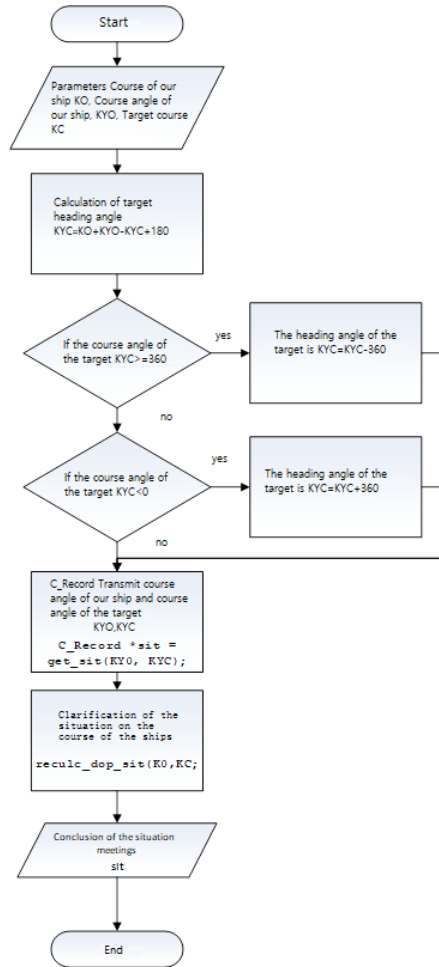 Start
Parameters Course of our
ship KO, Course angle of
our ship, KYO, Target course
KC
Calculation of target
heading angle
KYC=KO+KYO-KYC+180
If the course angle of
the target KYC>=360
yes
The heading angle of the
target is KYC=KYC-360
no
If the course angle of
the target KYC<0
yes
The heading angle of the
target is KYC=KYC+360
no
C_Record Transmit course
angle of our ship and course
angle of the target
KYO,KYC
C_Record *sit =
get_sit(KY0, KYC);
Clarification of the
situation on the
course of the ships
reculc_dop_sit(K0,KC;
Conclusion of the situation
meetings
sit
End